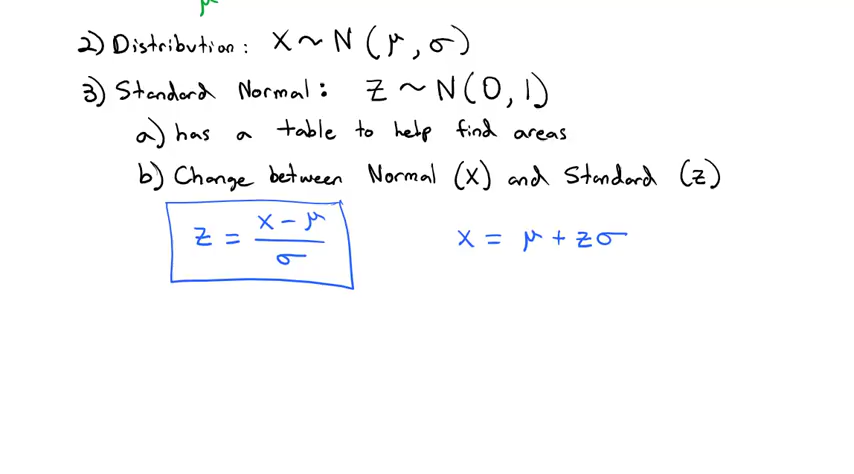 μ
2) Distribution: X ~ N(μ, σ)
3) Standard Normal: Z ~ N(0, 1)
a) has a table to help find areas
b) Change between Normal (X) and Standard (Z)
Z = (X - μ) / σ
X = μ + Zσ